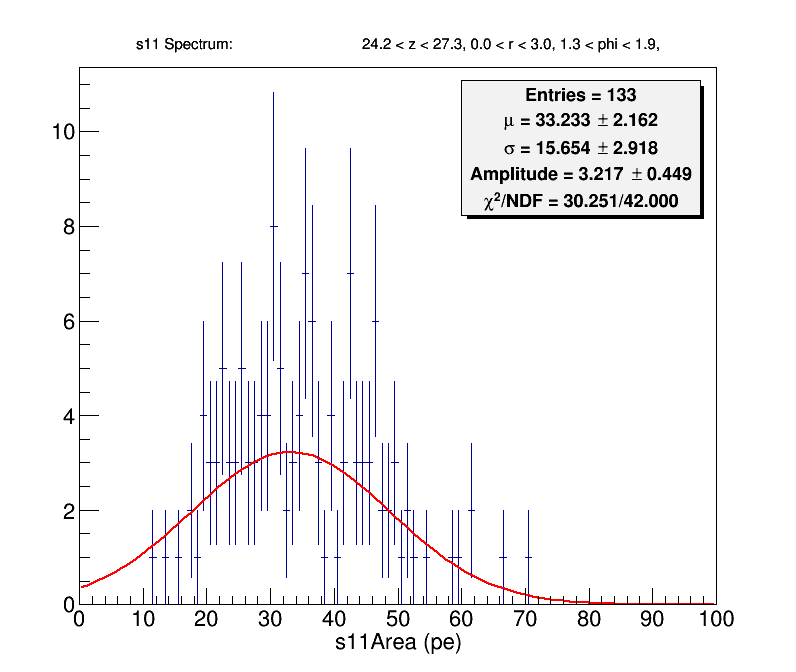 s11 Spectrum: 24.2 < z < 27.3, 0.0 < r < 3.0, 1.3 < phi < 1.9,
Entries = 133
μ = 33.233 ± 2.162
σ = 15.654 ± 2.918
Amplitude = 3.217 ± 0.449
χ²/NDF = 30.251/42.000
10
8
6
4
2
0
0 10 20 30 40 50 60 70 80 90 100
s11Area (pe)